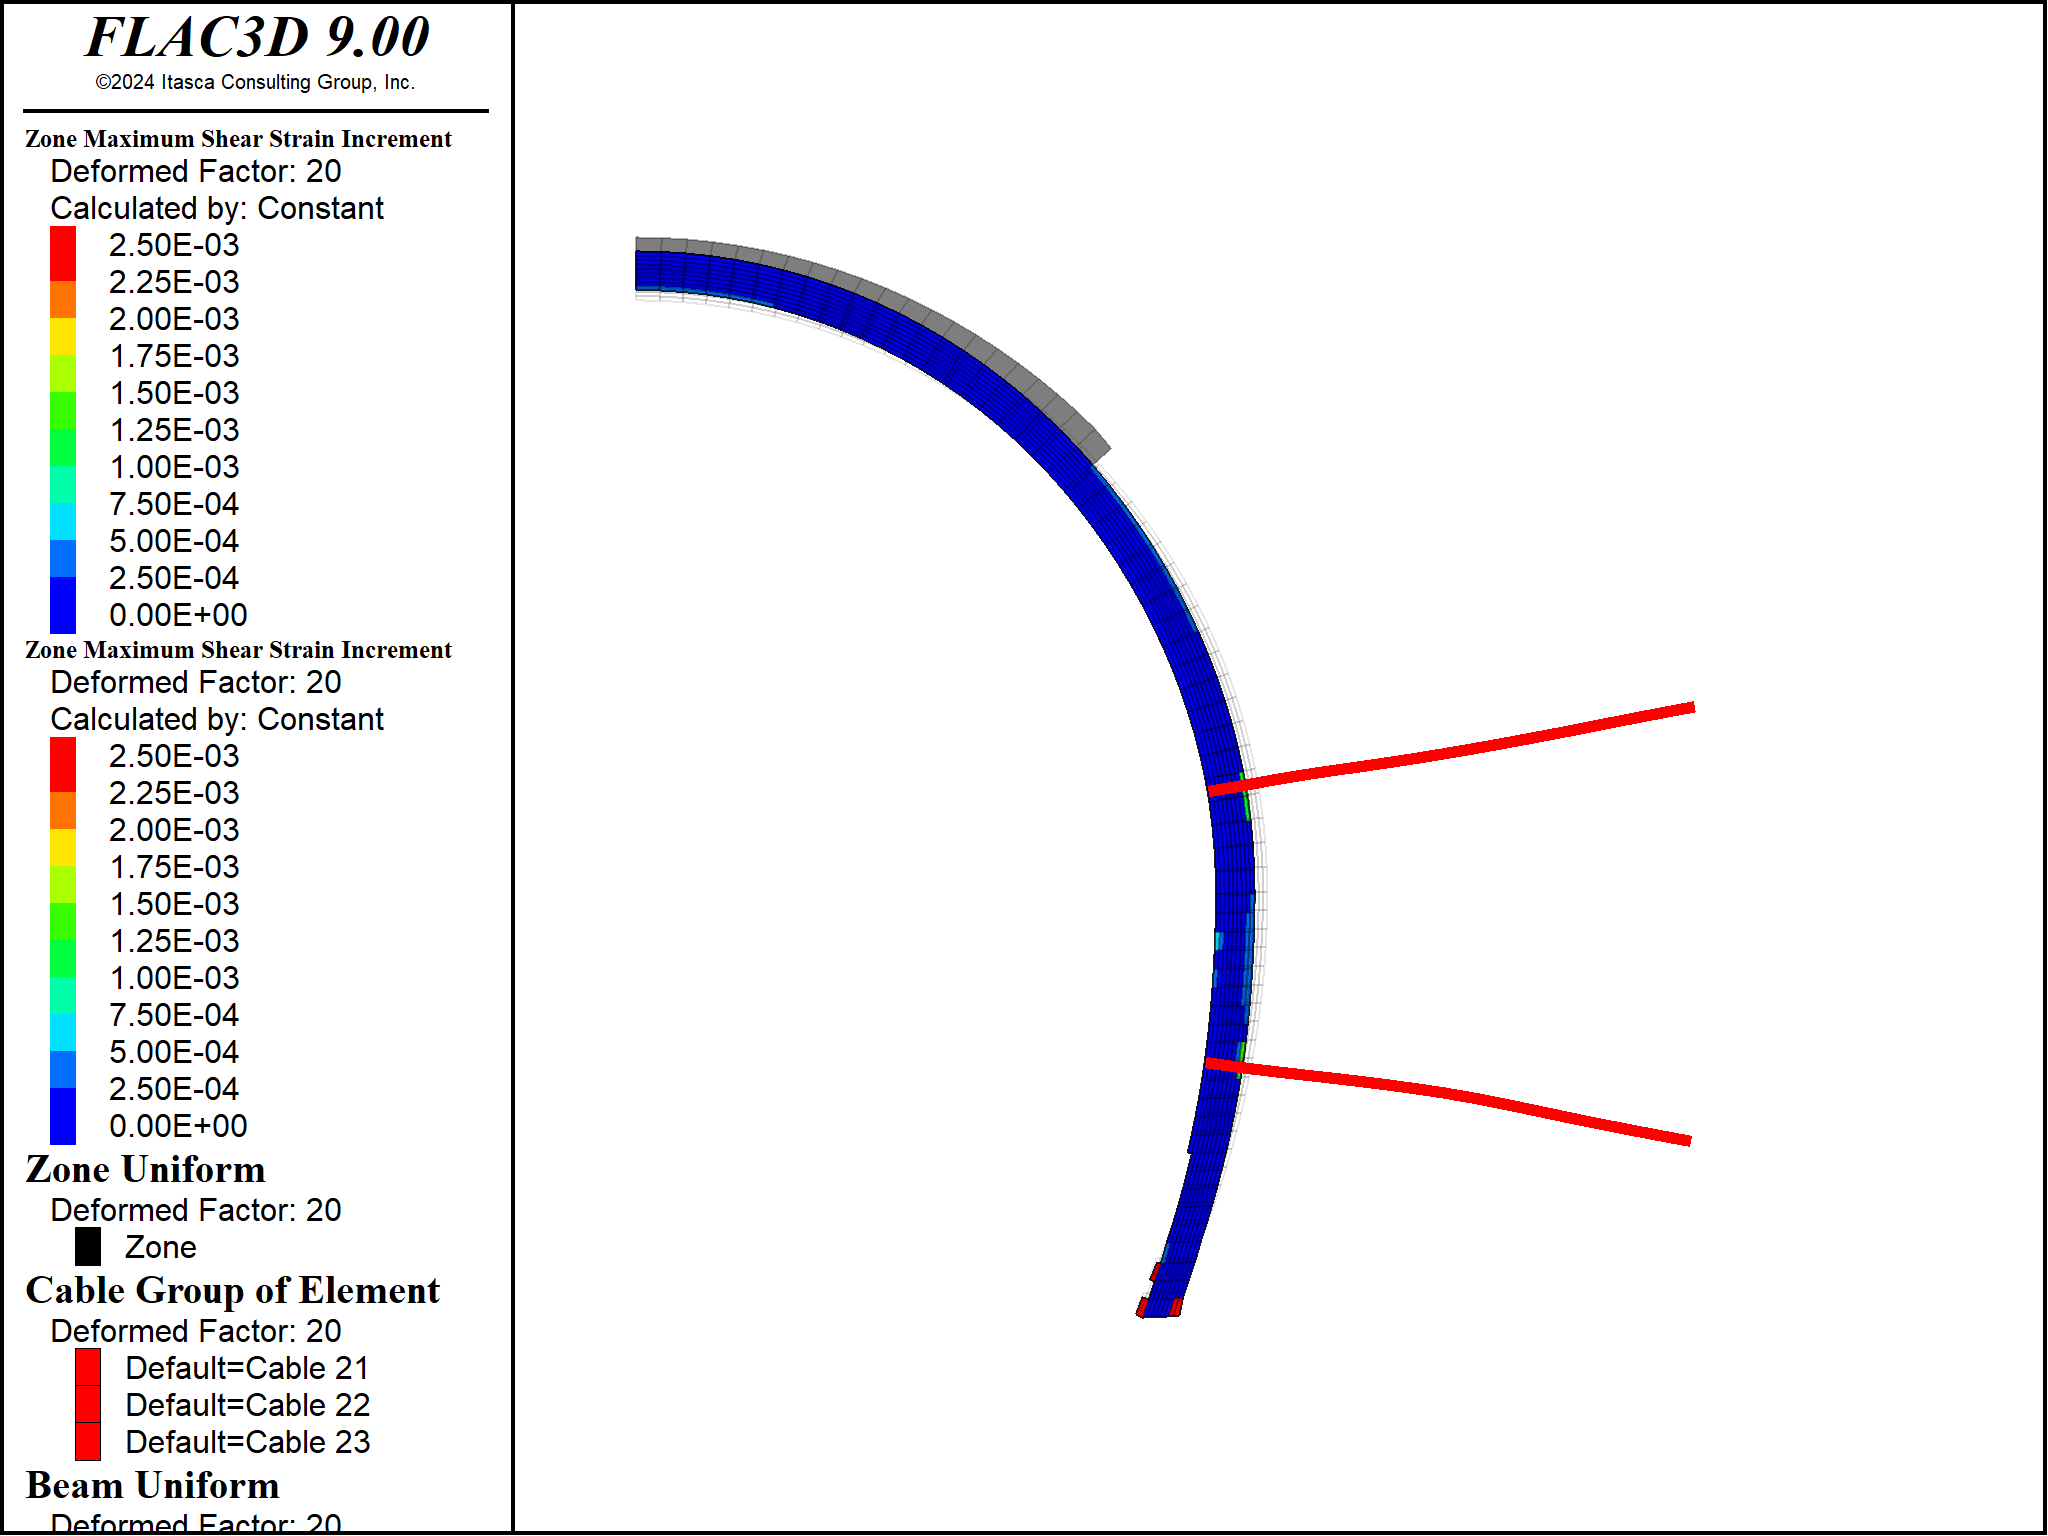 FLAC3D 9.00
©2024 Itasca Consulting Group, Inc.
Zone Maximum Shear Strain Increment
Deformed Factor: 20
Calculated by: Constant
2.50E-03
2.25E-03
2.00E-03
1.75E-03
1.50E-03
1.25E-03
1.00E-03
7.50E-04
5.00E-04
2.50E-04
0.00E+00
Zone Maximum Shear Strain Increment
Deformed Factor: 20
Calculated by: Constant
2.50E-03
2.25E-03
2.00E-03
1.75E-03
1.50E-03
1.25E-03
1.00E-03
7.50E-04
5.00E-04
2.50E-04
0.00E+00
Zone Uniform
Deformed Factor: 20
Zone
Cable Group of Element
Deformed Factor: 20
Default=Cable 21
Default=Cable 22
Default=Cable 23
Beam Uniform
Deformed Factor: 20